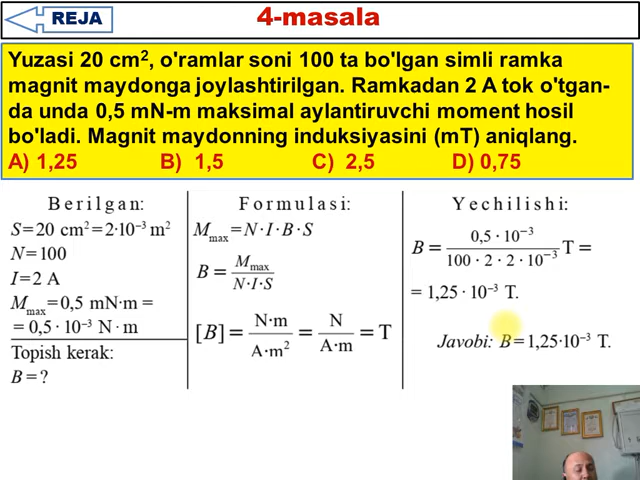 REJA
4-masala
Yuzasi 20 cm², o'ramlar soni 100 ta bo'lgan simli ramka
magnit maydonga joylashtirilgan. Ramkadan 2 A tok o'tgan-
da unda 0,5 mN-m maksimal aylantiruvchi moment hosil
bo'ladi. Magnit maydonning induksiyasini (mT) aniqlang.
A) 1,25 B) 1,5 C) 2,5 D) 0,75
Berilgan:
S=20 cm²=2·10⁻³ m²
N=100
I=2 A
Mmax=0,5 mN·m =
= 0,5 · 10⁻³ N · m
Topish kerak:
B=?
Formulasi:
Mmax=N·I·B·S
B = Mmax / N·I·S
[B] = N·m / A·m² = N / A·m = T
Yechilishi:
B = 0,5 · 10⁻³ / 100 · 2 · 2 · 10⁻³ T =
= 1,25 · 10⁻³ T.
Javobi: B=1,25·10⁻³ T.